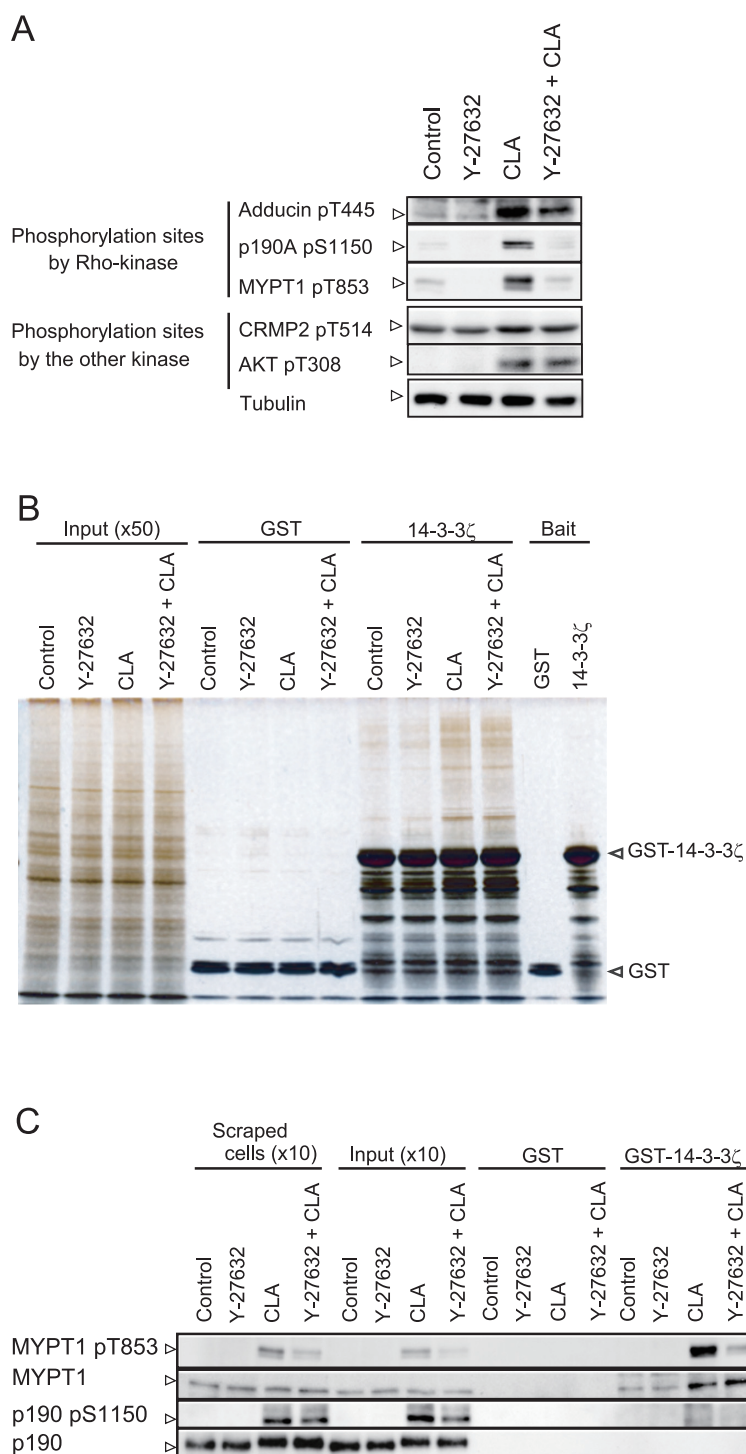 A
Control
Y-27632
CLA
Y-27632 + CLA
Phosphorylation sites
by Rho-kinase
Adducin pT445
p190A pS1150
MYPT1 pT853
Phosphorylation sites
by the other kinase
CRMP2 pT514
AKT pT308
Tubulin
B
Input (x50)
GST
14-3-3ζ
Bait
Control
Y-27632
CLA
Y-27632 + CLA
Control
Y-27632
CLA
Y-27632 + CLA
Control
Y-27632
CLA
Y-27632 + CLA
GST
14-3-3ζ
GST-14-3-3ζ
GST
C
Scraped
cells (x10)
Input (x10)
GST
GST-14-3-3ζ
Control
Y-27632
CLA
Y-27632 + CLA
Control
Y-27632
CLA
Y-27632 + CLA
Control
Y-27632
CLA
Y-27632 + CLA
Control
Y-27632
CLA
Y-27632 + CLA
MYPT1 pT853
MYPT1
p190 pS1150
p190